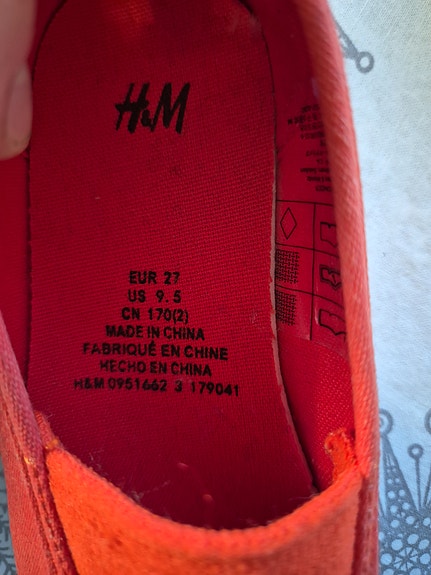 H&M
EUR 27
US 9.5
CN 170(2)
MADE IN CHINA
FABRIQUÉ EN CHINE
HECHO EN CHINA
H&M 0951662 3 179041